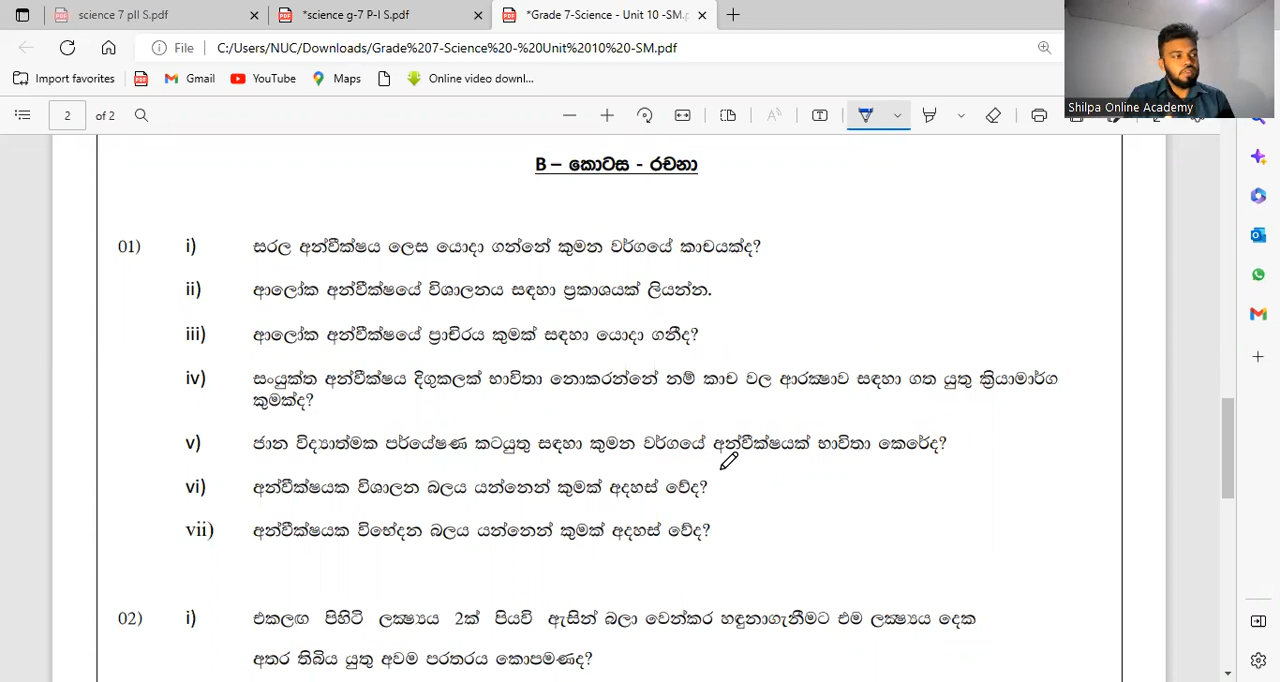 science 7 pII S.pdf
*science g-7 P-I S.pdf
*Grade 7-Science - Unit 10 -SM.p
File C:/Users/NUC/Downloads/Grade%207-Science%20-%20Unit%2010%20-SM.pdf
Import favorites Gmail YouTube Maps Online video downl...
Shilpa Online Academy
2 of 2
B – කොටස - රචනා
01) i) සරල අන්වීක්ෂය ලෙස යොදා ගන්නේ කුමන වර්ගයේ කාචයක්ද?
ii) ආලෝක අන්වීක්ෂයේ විශාලනය සඳහා ප්‍රකාශයක් ලියන්න.
iii) ආලෝක අන්වීක්ෂයේ ප්‍රාචීරය කුමක් සඳහා යොදා ගනීද?
iv) සංයුක්ත අන්වීක්ෂය දිගුකලක් භාවිතා නොකරන්නේ නම් කාච වල ආරක්‍ෂාව සඳහා ගත යුතු ක්‍රියාමාර්ග
කුමක්ද?
v) ජාන විද්‍යාත්මක පර්යේෂණ කටයුතු සඳහා කුමන වර්ගයේ අන්වීක්ෂයක් භාවිතා කෙරේද?
vi) අන්වීක්ෂයක විශාලන බලය යන්නෙන් කුමක් අදහස් වේද?
vii) අන්වීක්ෂයක විභේදන බලය යන්නෙන් කුමක් අදහස් වේද?
02) i) එකලඟ පිහිටි ලක්‍ෂ්‍යය 2ක් පියවි ඇසින් බලා වෙන්කර හඳුනාගැනීමට එම ලක්‍ෂ්‍යය දෙක
අතර තිබිය යුතු අවම පරතරය කොපමණද?